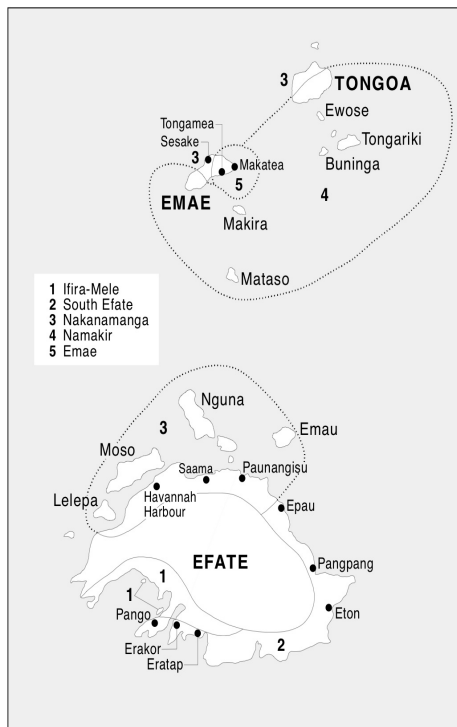 3
TONGOA
Ewose
Tongariki
Buninga
4
Tongamea
Sesake
3
Makatea
5
EMAE
Makira
Mataso
1 Ifira-Mele
2 South Efate
3 Nakanamanga
4 Namakir
5 Emae
Nguna
3
Emau
Moso
Saama
Paunangisu
Lelepa
Havannah
Harbour
Epau
EFATE
Pangpang
1
1
Eton
Pango
2
Erakor
Eratap